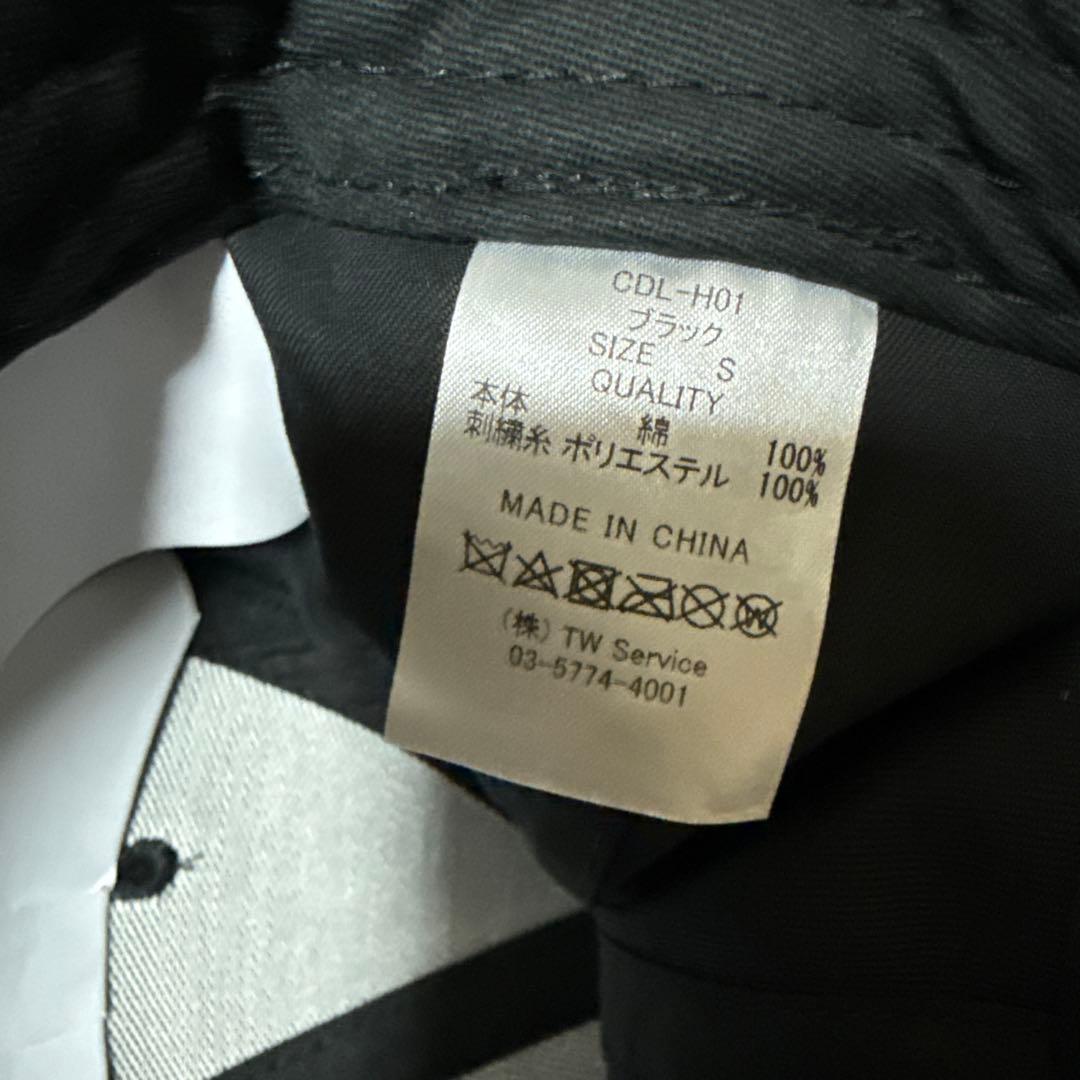 CDL-H01
ブラック
SIZE S
QUALITY
本体 綿 100%
刺繍糸 ポリエステル 100%
MADE IN CHINA
W
(株) TW Service
03-5774-4001